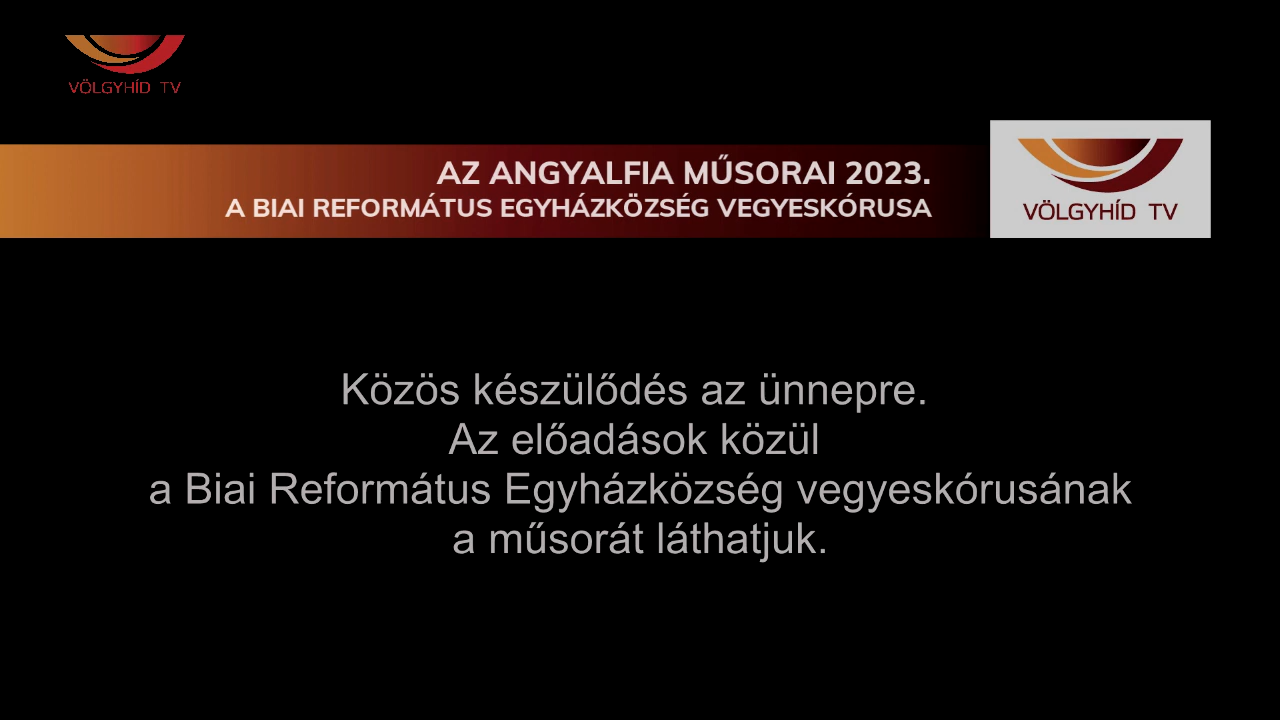 VÖLGYHÍD TV
AZ ANGYALFIA MŰSORAI 2023.
A BIAI REFORMÁTUS EGYHÁZKÖZSÉG VEGYESKÓRUSA
VÖLGYHÍD TV
Közös készülődés az ünnepre.
Az előadások közül
a Biai Református Egyházközség vegyeskórusának
a műsorát láthatjuk.